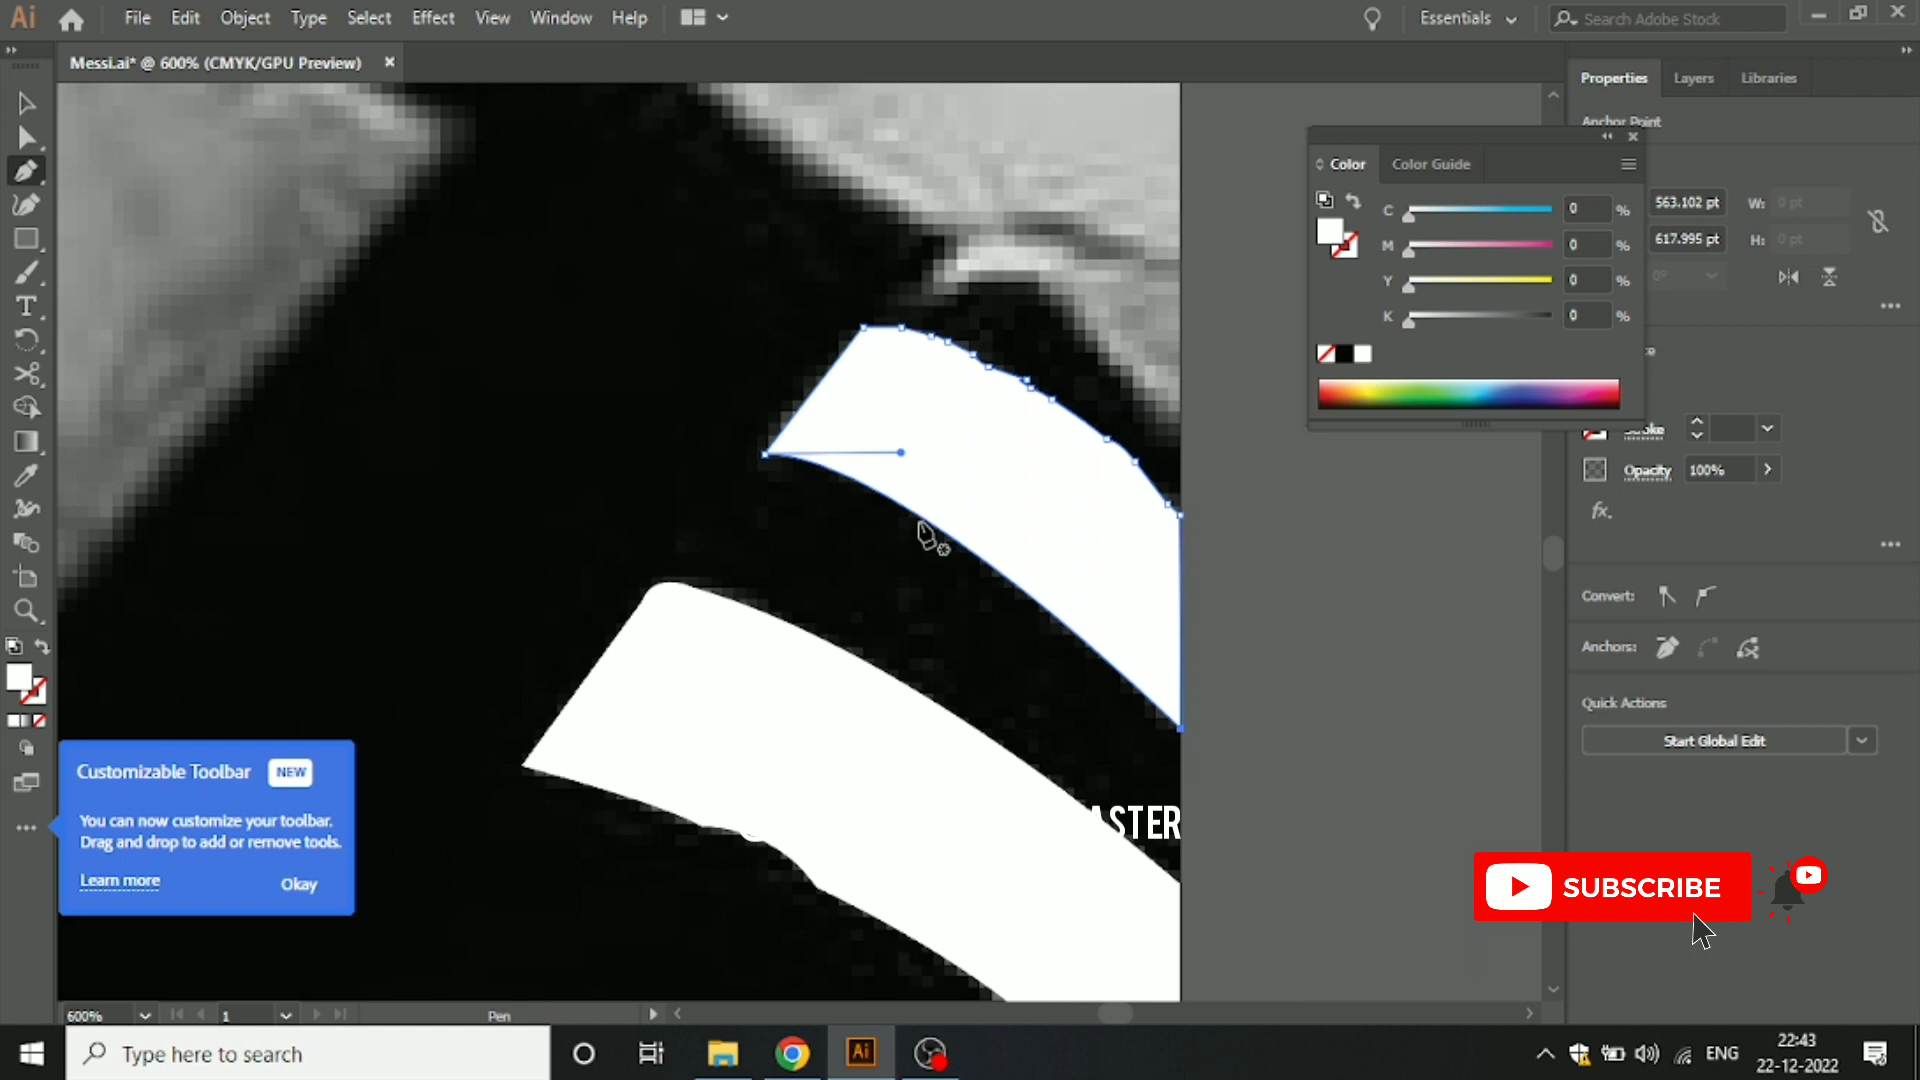 Ai File Edit Object Type Select Effect View Window Help Essentials Search Adobe Stock
Messi.ai* @ 600% (CMYK/GPU Preview)
Properties Layers Libraries
Anchor Point
Color Color Guide
C 0 %
M 0 %
Y 0 %
K 0 %
563.102 pt W: 0 pt
617.995 pt H: 0 pt
0°
Stroke
Opacity 100%
fx.
Convert:
Anchors:
Quick Actions
Start Global Edit
Customizable Toolbar NEW
You can now customize your toolbar.
Drag and drop to add or remove tools.
Learn more Okay
ASTER
SUBSCRIBE
600% 1 Pen
Type here to search
Ai
ENG
22:43
22-12-2022